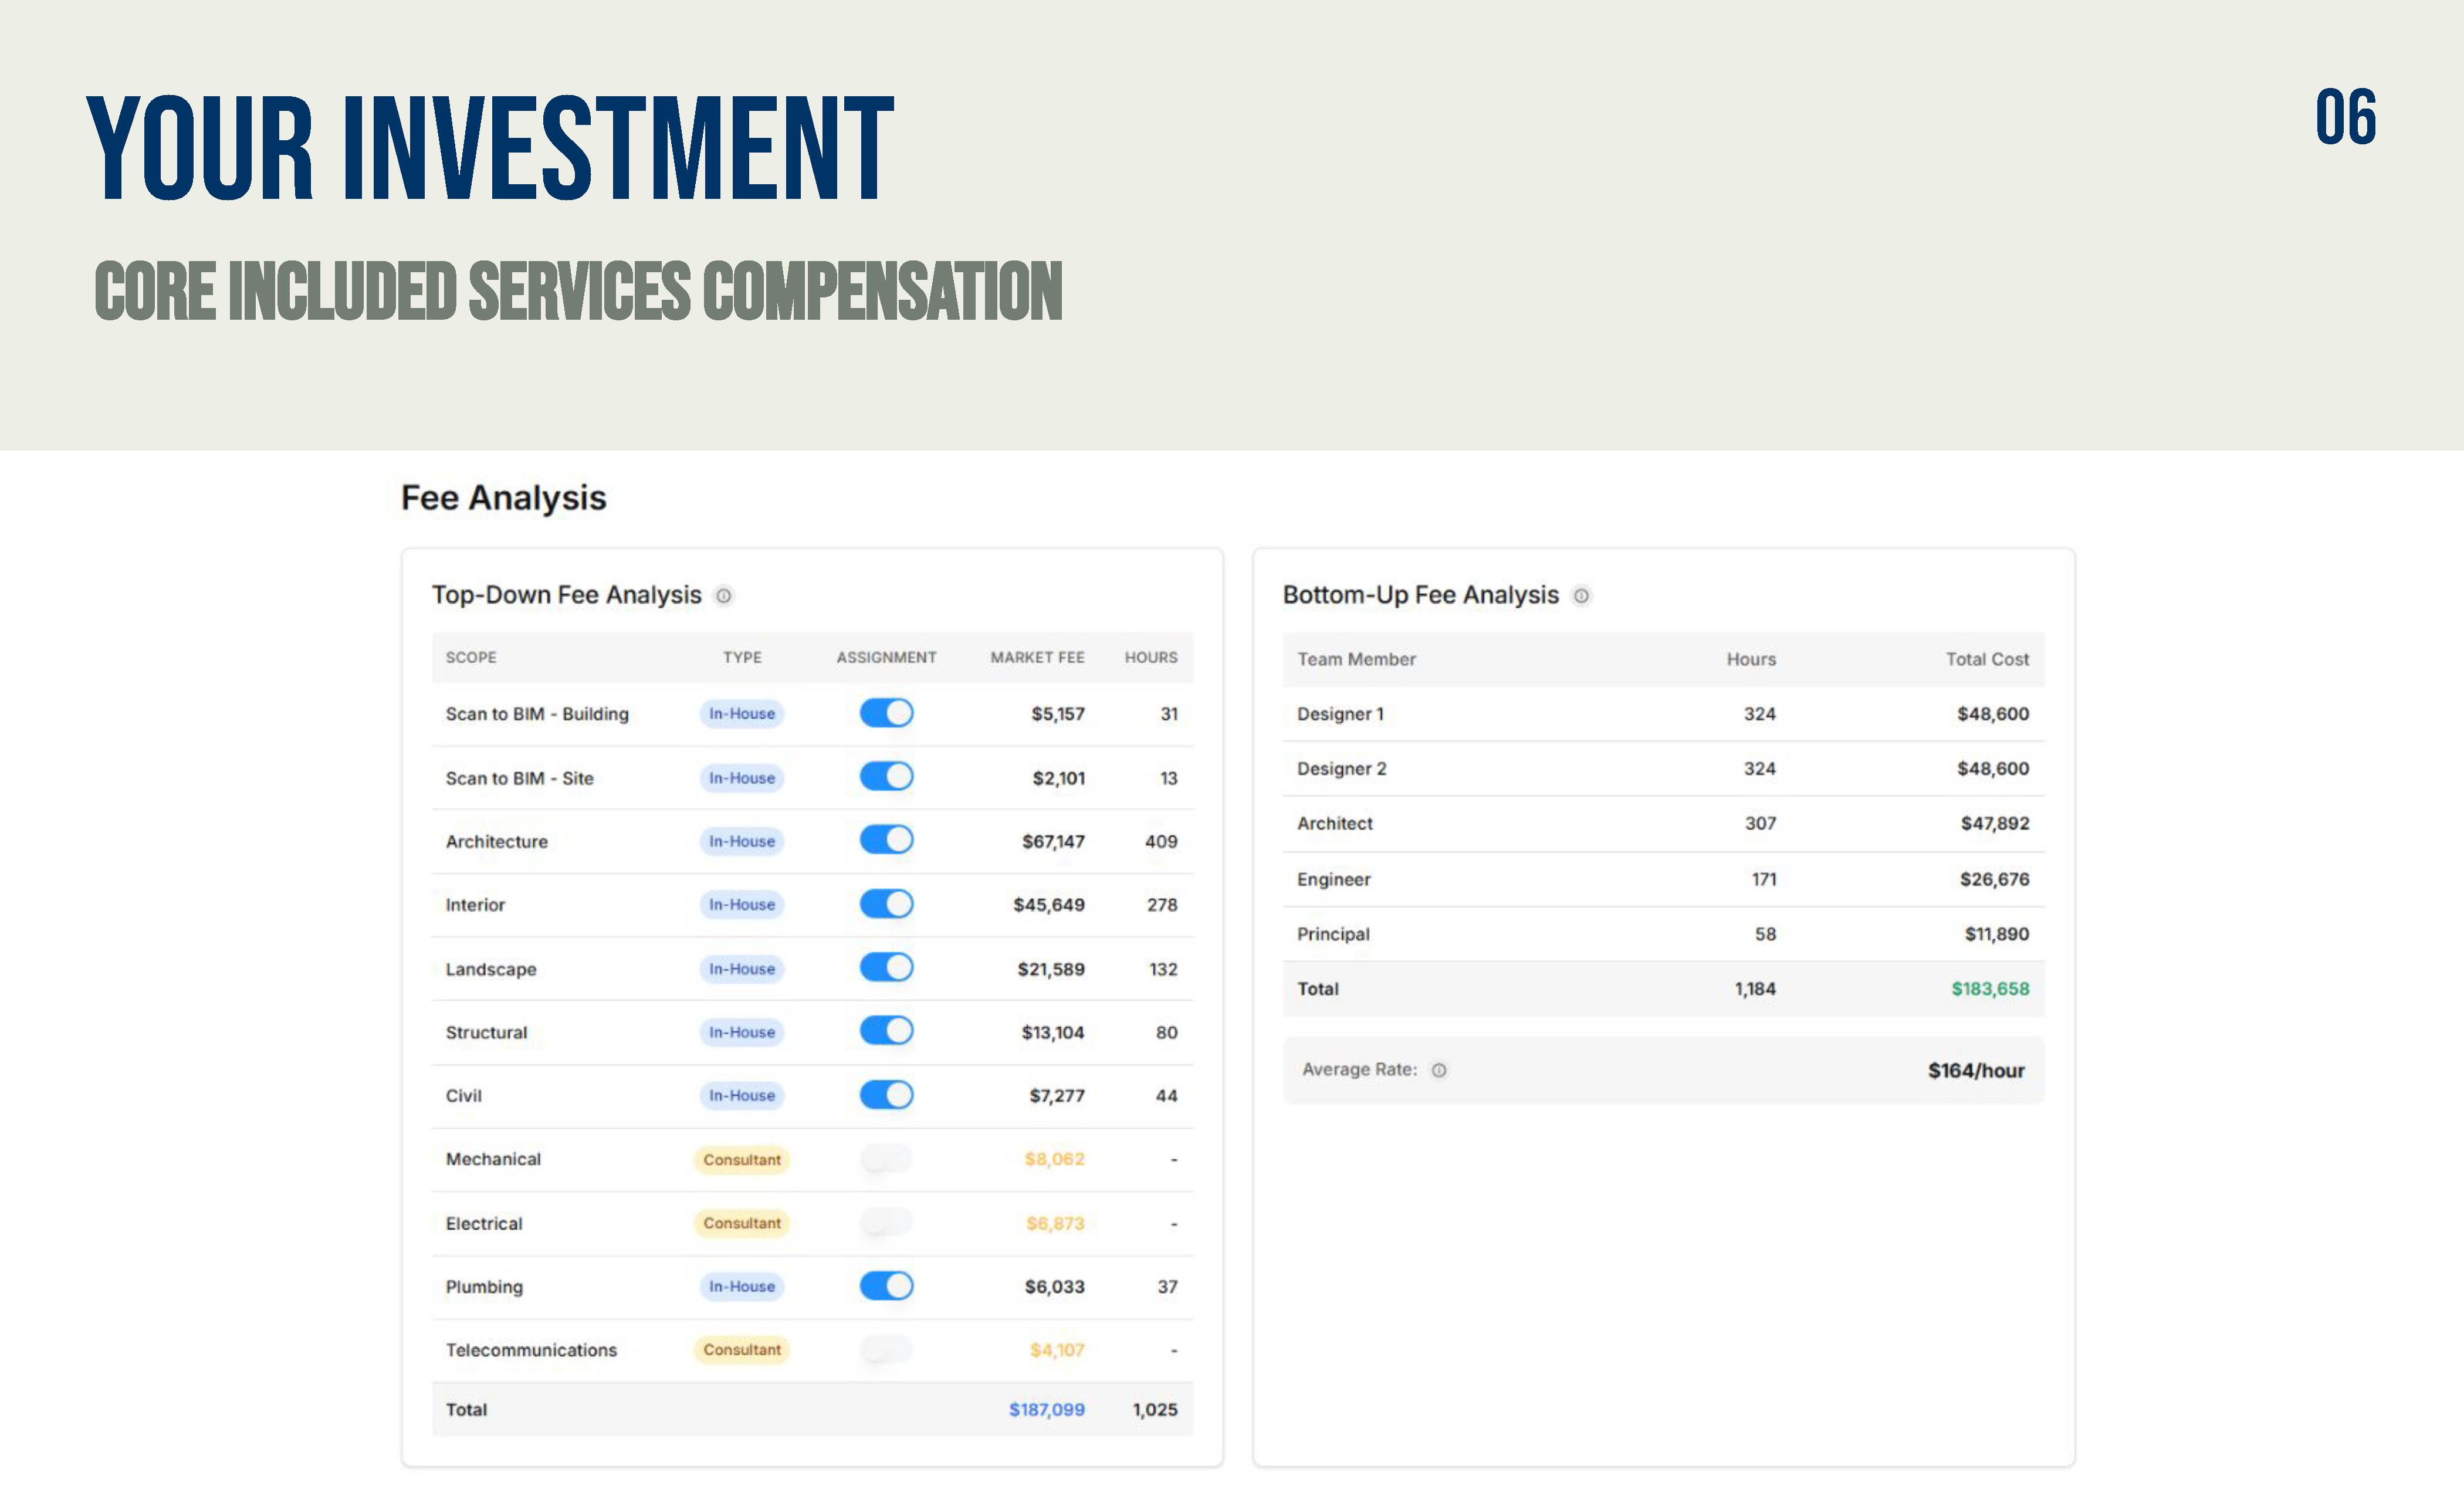 YOUR INVESTMENT
06
CORE INCLUDED SERVICES COMPENSATION
Fee Analysis
Top-Down Fee Analysis
SCOPE TYPE ASSIGNMENT MARKET FEE HOURS
Scan to BIM - Building In-House $5,157 31
Scan to BIM - Site In-House $2,101 13
Architecture In-House $67,147 409
Interior In-House $45,649 278
Landscape In-House $21,589 132
Structural In-House $13,104 80
Civil In-House $7,277 44
Mechanical Consultant $8,062 -
Electrical Consultant $6,873 -
Plumbing In-House $6,033 37
Telecommunications Consultant $4,107 -
Total $187,099 1,025
Bottom-Up Fee Analysis
Team Member Hours Total Cost
Designer 1 324 $48,600
Designer 2 324 $48,600
Architect 307 $47,892
Engineer 171 $26,676
Principal 58 $11,890
Total 1,184 $183,658
Average Rate: $164/hour